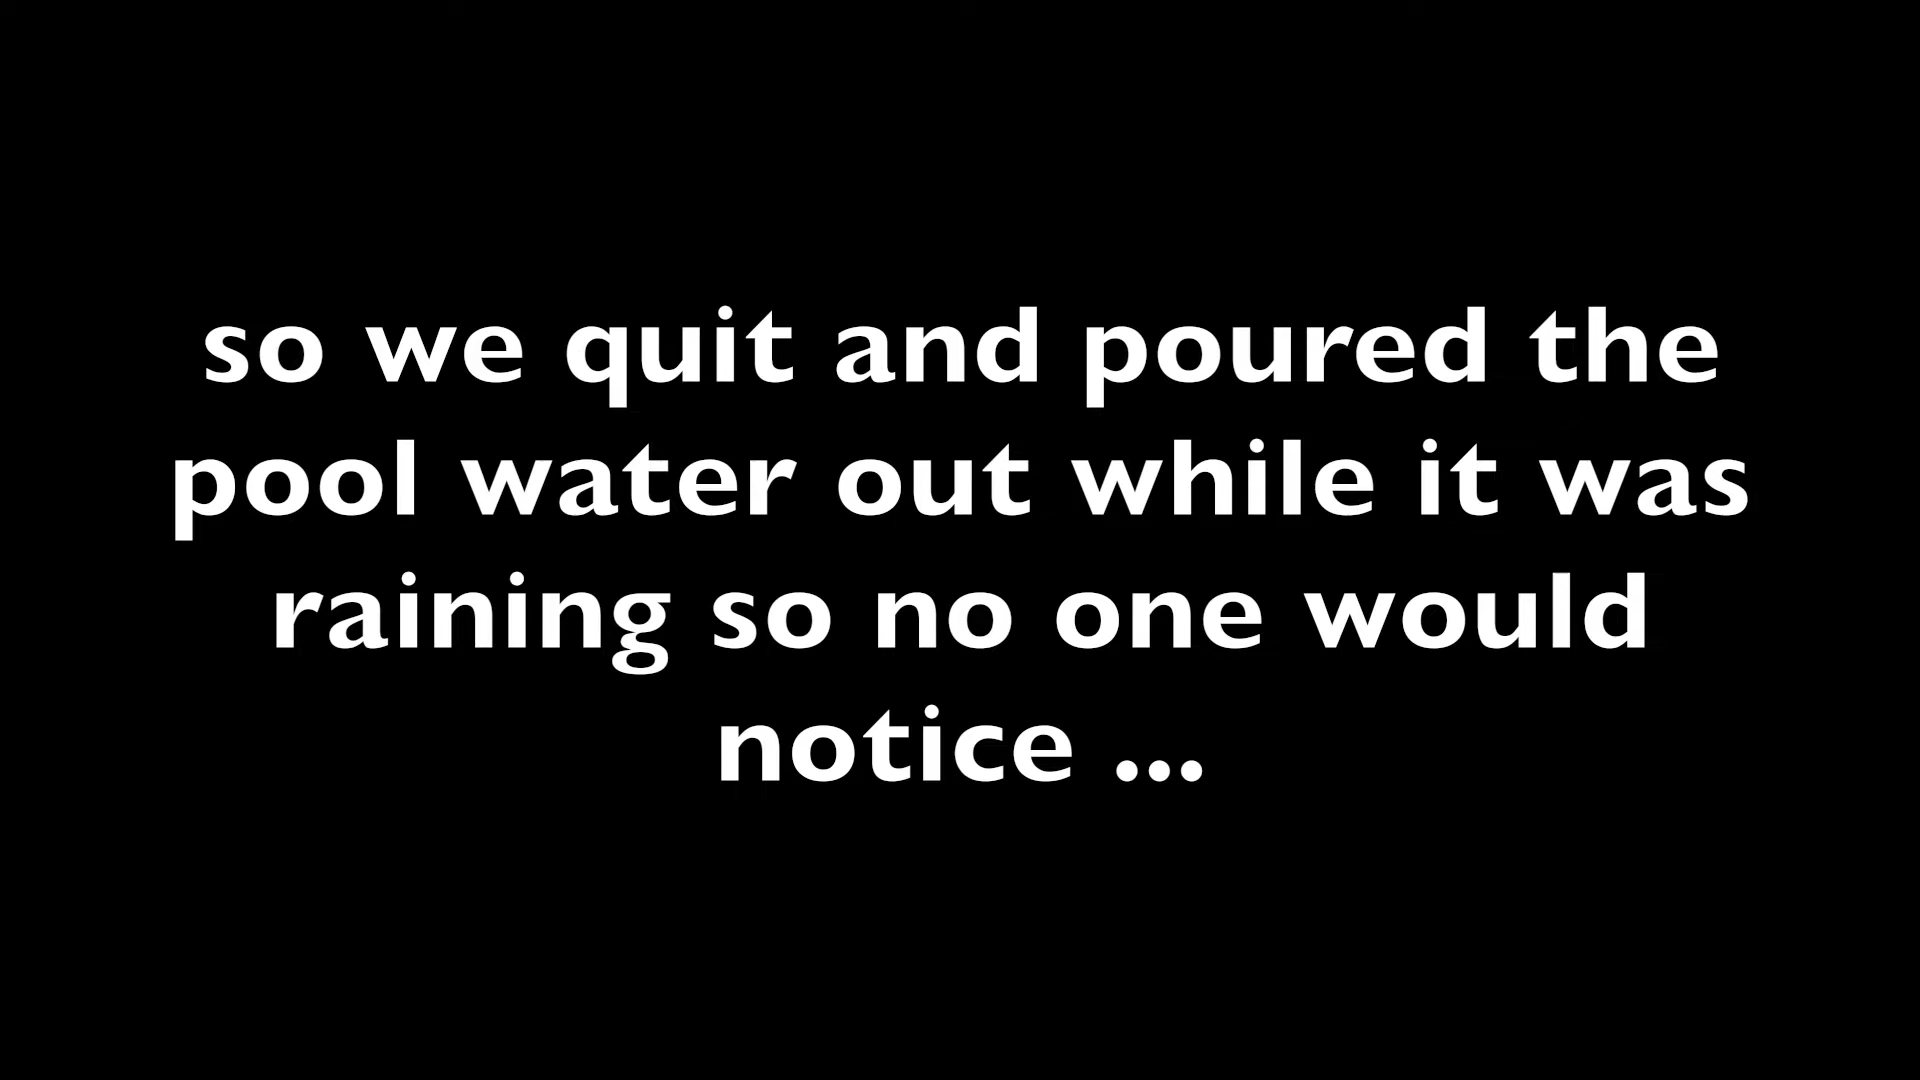 so we quit and poured the
pool water out while it was
raining so no one would
notice ...